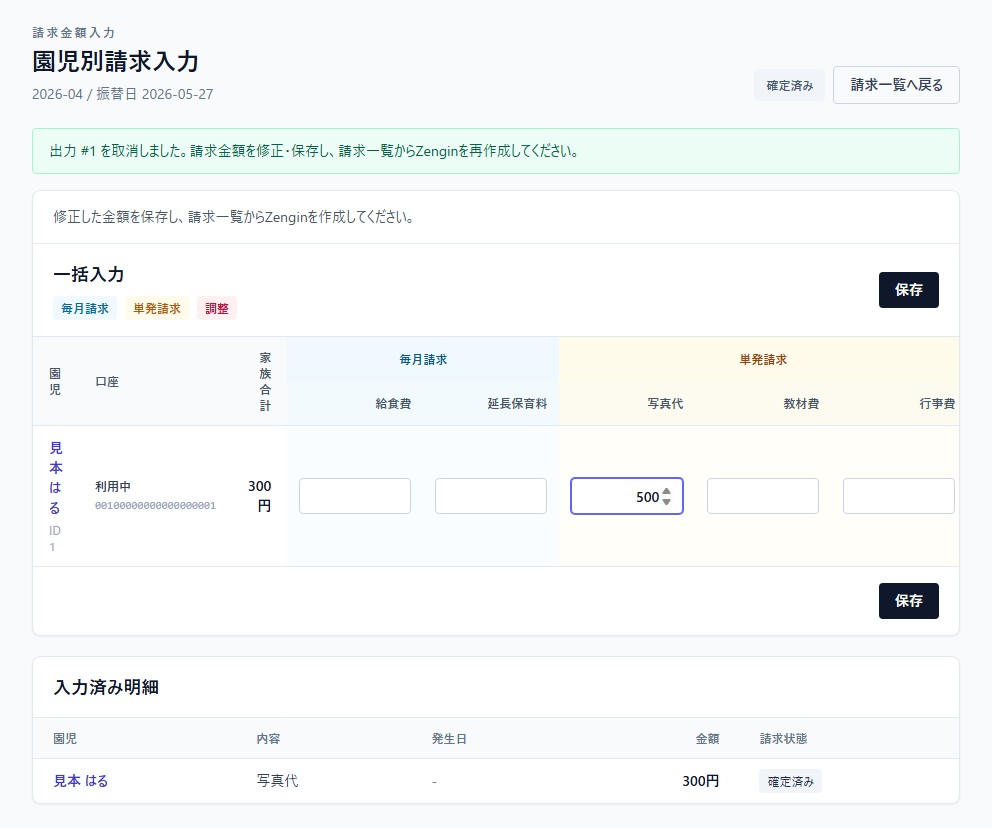 請求金額入力
園児別請求入力
2026-04 / 振替日 2026-05-27
確定済み
請求一覧へ戻る
出力 #1 を取消しました。請求金額を修正・保存し、請求一覧からZenginを再作成してください。
修正した金額を保存し、請求一覧からZenginを作成してください。
一括入力
毎月請求 単発請求 調整
保存
園児 口座 家族合計 毎月請求 単発請求
給食費 延長保育料 写真代 教材費 行事費
見本 はる
ID 1
利用中
00100000000000000001
300円
500
保存
入力済み明細
園児 内容 発生日 金額 請求状態
見本 はる 写真代 - 300円 確定済み